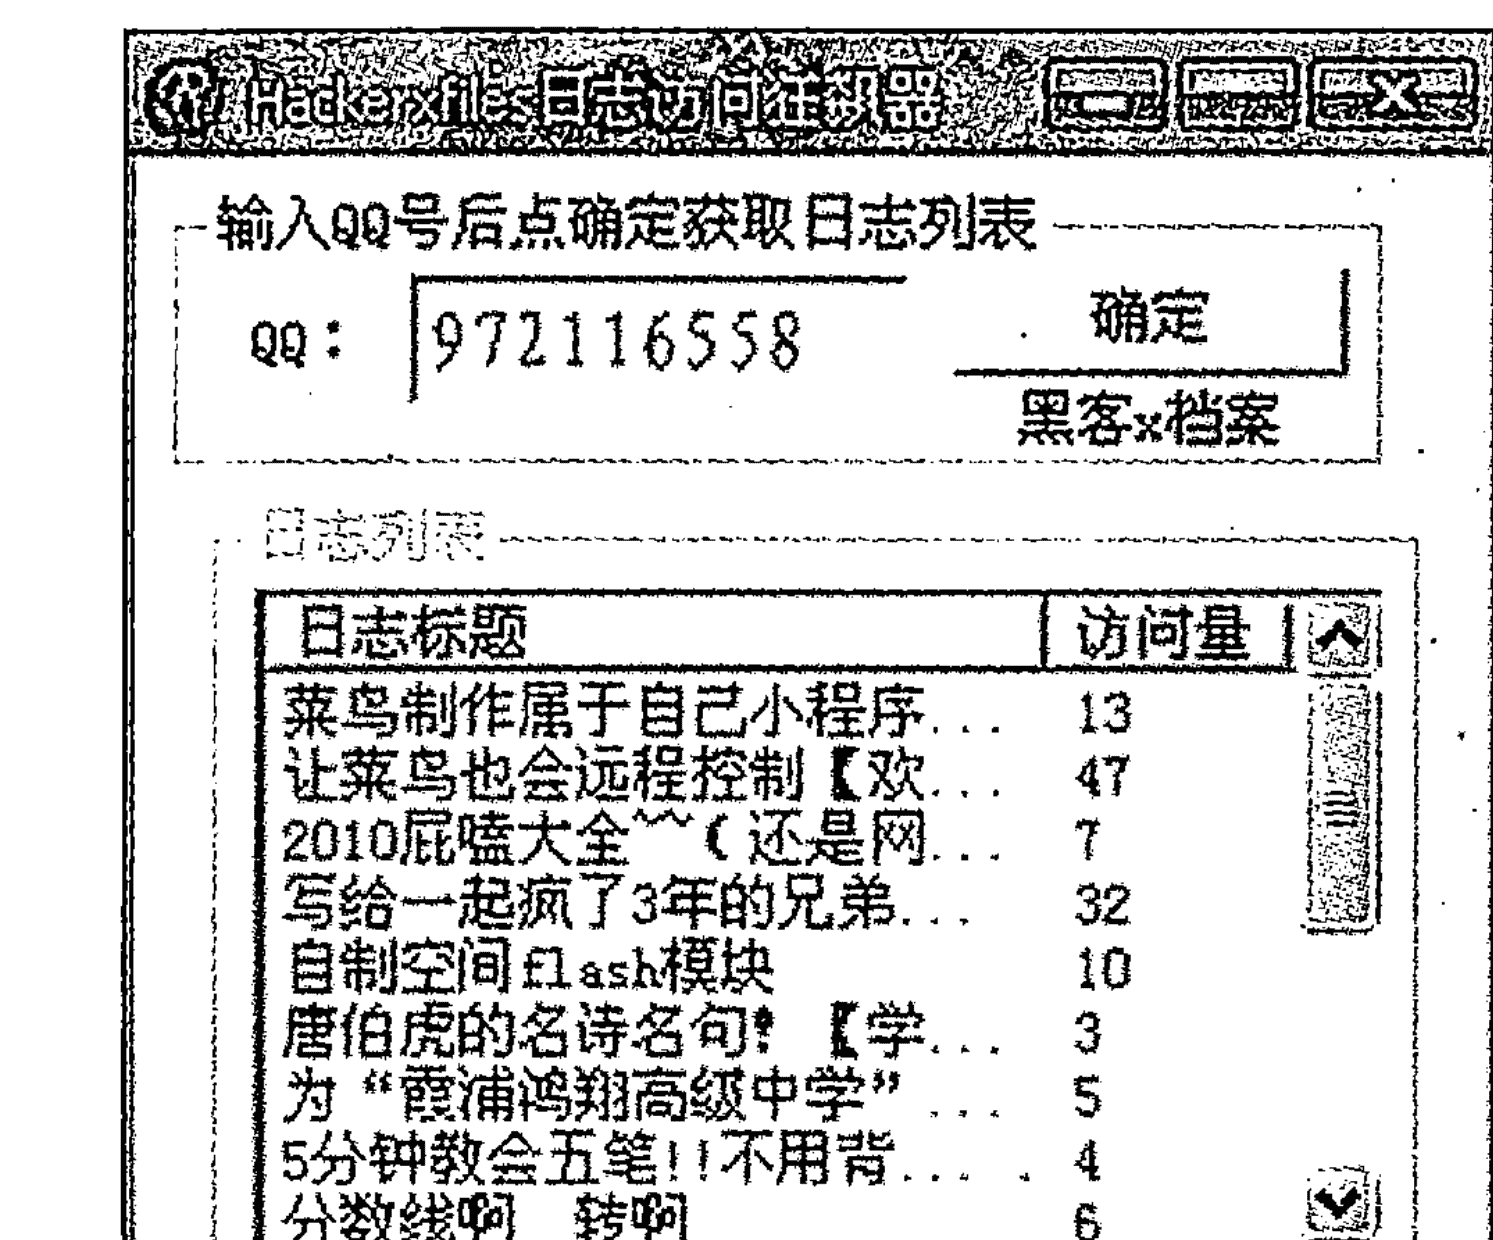 Hackerxfiles日志访问狂飙器
输入QQ号后点确定获取日志列表
QQ: 972116558 确定
黑客x档案
日志列表
日志标题 访问量
菜鸟制作属于自己小程序... 13
让菜鸟也会远程控制【欢... 47
2010屁嗑大全^^（还是网... 7
写给一起疯了3年的兄弟... 32
自制空间flash模块 10
唐伯虎的名诗名句! 【学... 3
为“霞浦鸿翔高级中学”... 5
5分钟教会五笔!!不用背... 4
分数线啊 转啊 6